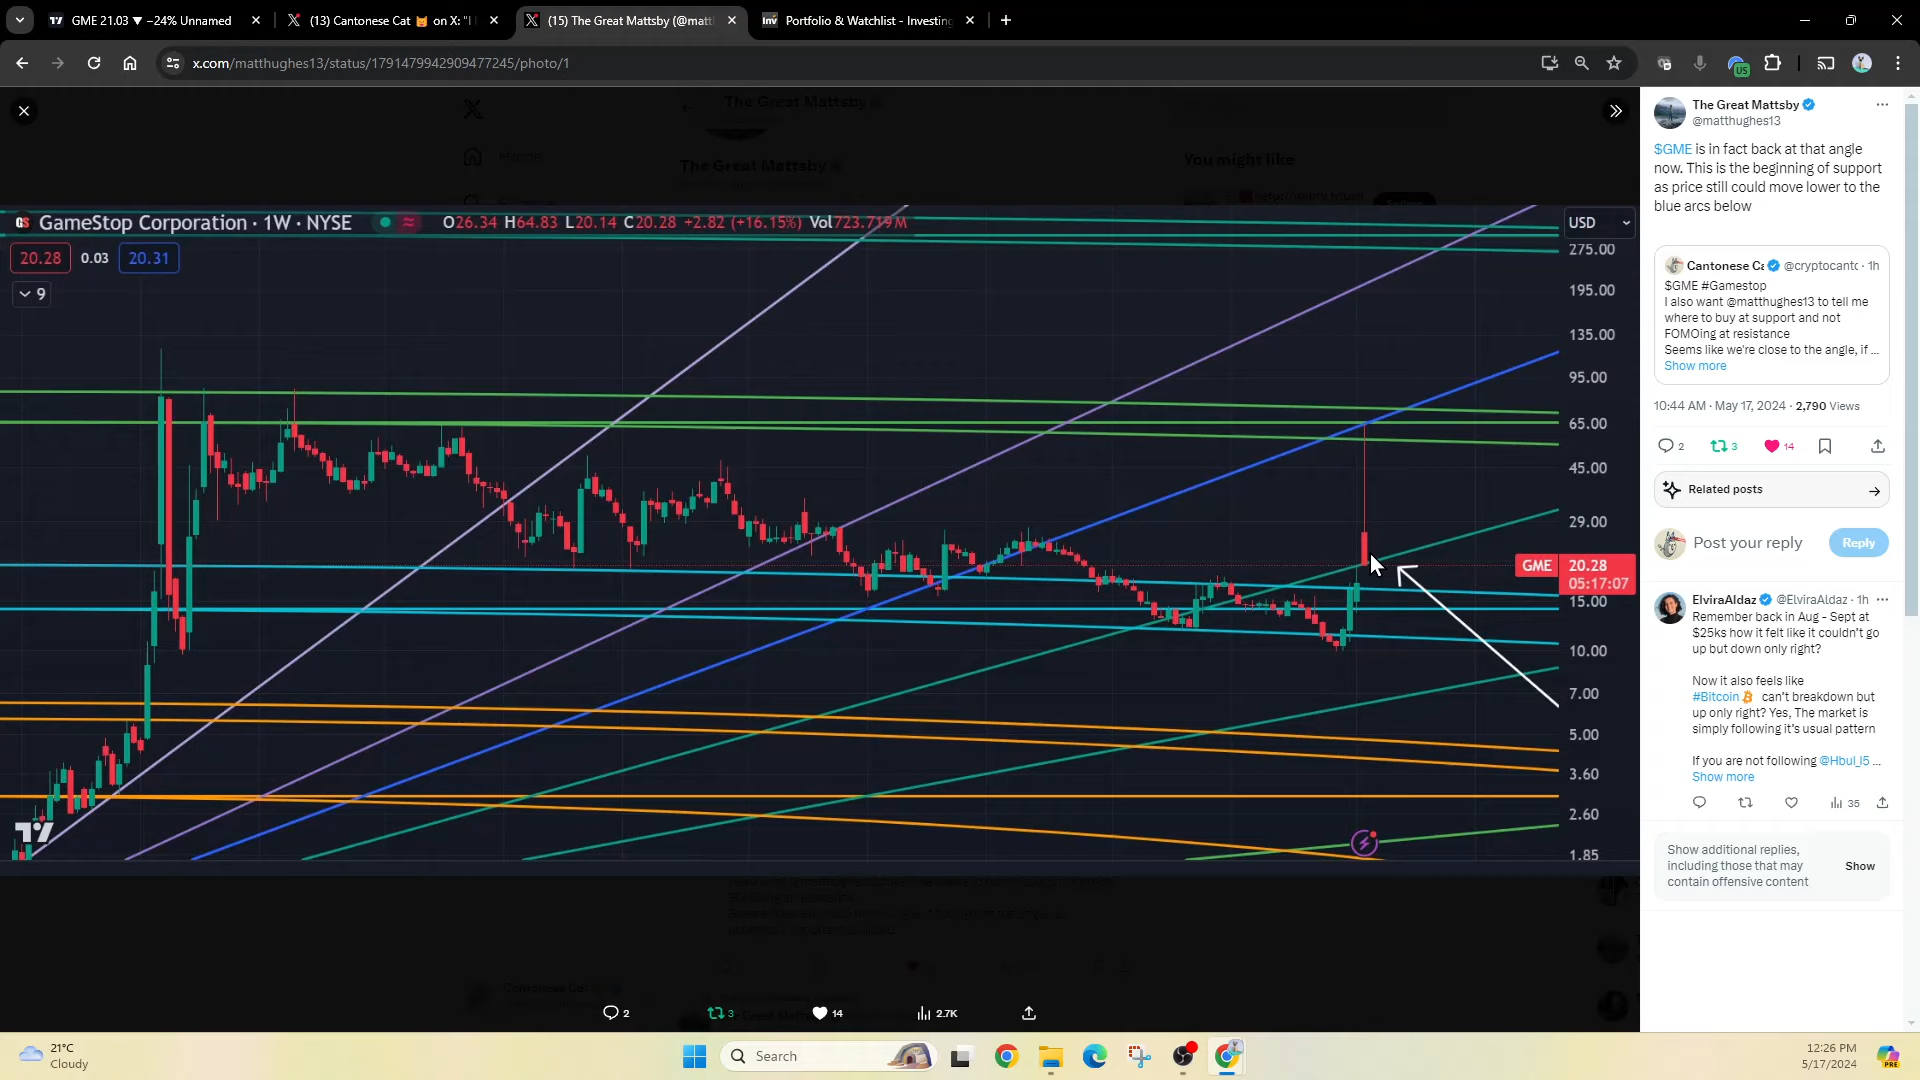 GME 21.03 ▼ −24% Unnamed
(13) Cantonese Cat 🐱 on X: "I
(15) The Great Mattsby (@matt
inv Portfolio & Watchlist - Investing
x.com/matthughes13/status/1791479942909477245/photo/1
US
The Great Mattsby
The Great Mattsby
You might like
GameStop Corporation · 1W · NYSE O26.34 H64.83 L20.14 C20.28 +2.82 (+16.15%) Vol723.719M
USD
20.28 0.03 20.31
9
275.00
195.00
135.00
95.00
65.00
45.00
29.00
GME 20.28
05:17:07
15.00
10.00
7.00
5.00
3.60
2.60
1.85
2 3 14 2.7K
The Great Mattsby
@matthughes13
$GME is in fact back at that angle
now. This is the beginning of support
as price still could move lower to the
blue arcs below
Cantonese Ca @cryptocantc · 1h
$GME #Gamestop
I also want @matthughes13 to tell me
where to buy at support and not
FOMOing at resistance
Seems like we're close to the angle, if ...
Show more
10:44 AM · May 17, 2024 · 2,790 Views
2 3 14
Related posts
Post your reply
Reply
ElviraAldaz @ElviraAldaz · 1h
Remember back in Aug - Sept at
$25ks how it felt like it couldn't go
up but down only right?
Now it also feels like
#Bitcoin can't breakdown but
up only right? Yes, The market is
simply following it's usual pattern
If you are not following @Hbul_l5 ...
Show more
35
Show additional replies,
including those that may
contain offensive content
Show
21°C
Cloudy
Search
12:26 PM
5/17/2024
PRE